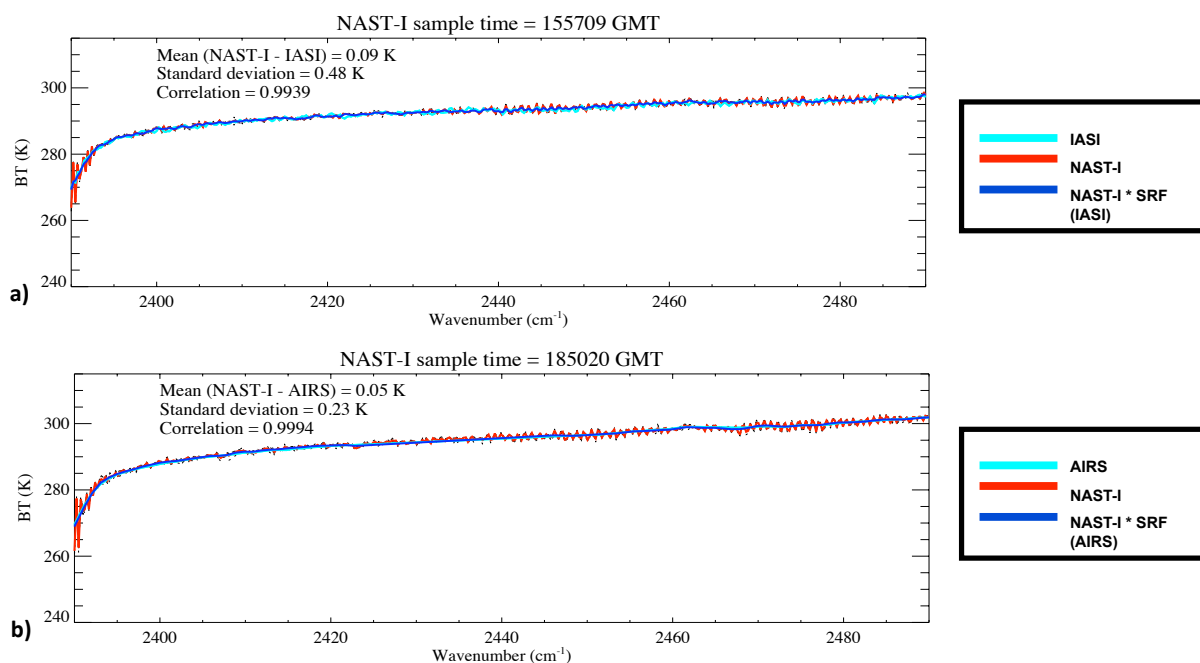 NAST-I sample time = 155709 GMT
Mean (NAST-I - IASI) = 0.09 K
Standard deviation = 0.48 K
Correlation = 0.9939
300
280
260
240
BT (K)
2400
2420
2440
2460
2480
Wavenumber (cm⁻¹)
a)
IASI
NAST-I
NAST-I * SRF
(IASI)
NAST-I sample time = 185020 GMT
Mean (NAST-I - AIRS) = 0.05 K
Standard deviation = 0.23 K
Correlation = 0.9994
300
280
260
240
BT (K)
2400
2420
2440
2460
2480
Wavenumber (cm⁻¹)
b)
AIRS
NAST-I
NAST-I * SRF
(AIRS)